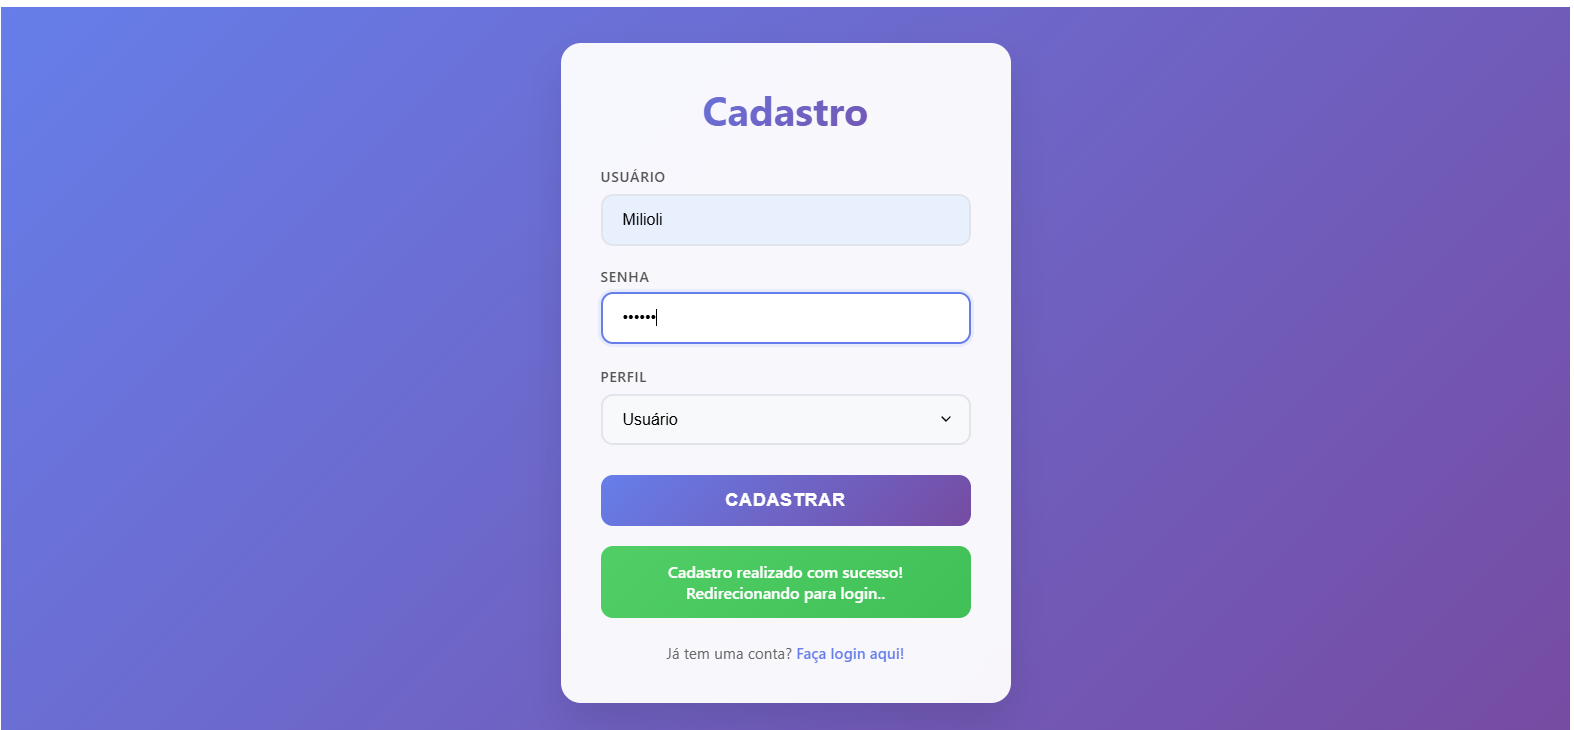 Cadastro
USUÁRIO
Milioli
SENHA
••••••
PERFIL
Usuário
CADASTRAR
Cadastro realizado com sucesso!
Redirecionando para login..
Já tem uma conta? Faça login aqui!